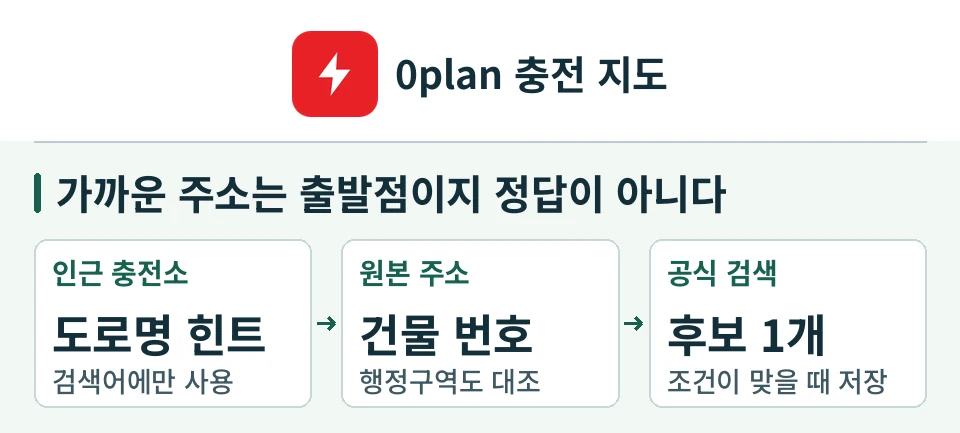 0plan 충전 지도
가까운 주소는 출발점이지 정답이 아니다
인근 충전소
도로명 힌트
검색어에만 사용
→
원본 주소
건물 번호
행정구역도 대조
→
공식 검색
후보 1개
조건이 맞을 때 저장